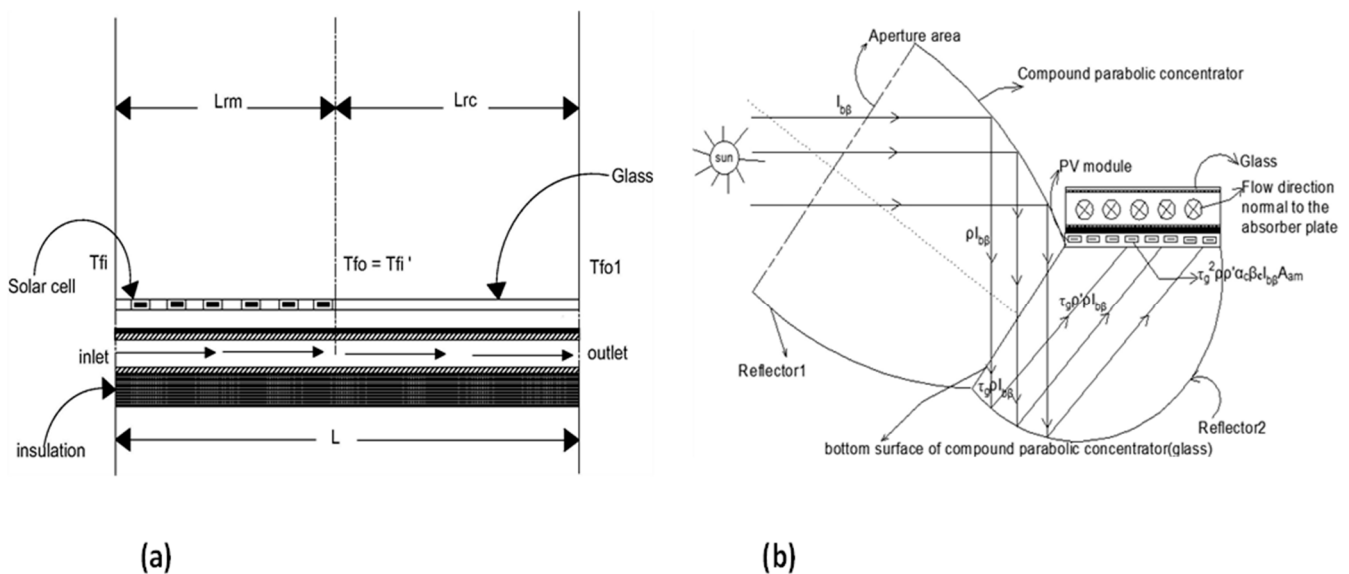 Lrm
Lrc
Glass
Solar cell
Tfi
Tfo = Tfi '
Tfo1
inlet
outlet
insulation
L
(a)
Aperture area
Compound parabolic concentrator
Ibβ
sun
PV module
Glass
Flow direction
normal to the
absorber plate
ρIbβ
τg²ρρ'αcβcIbβAam
τgρ'ρIbβ
Reflector1
τgρIbβ
Reflector2
bottom surface of compound parabolic concentrator(glass)
(b)